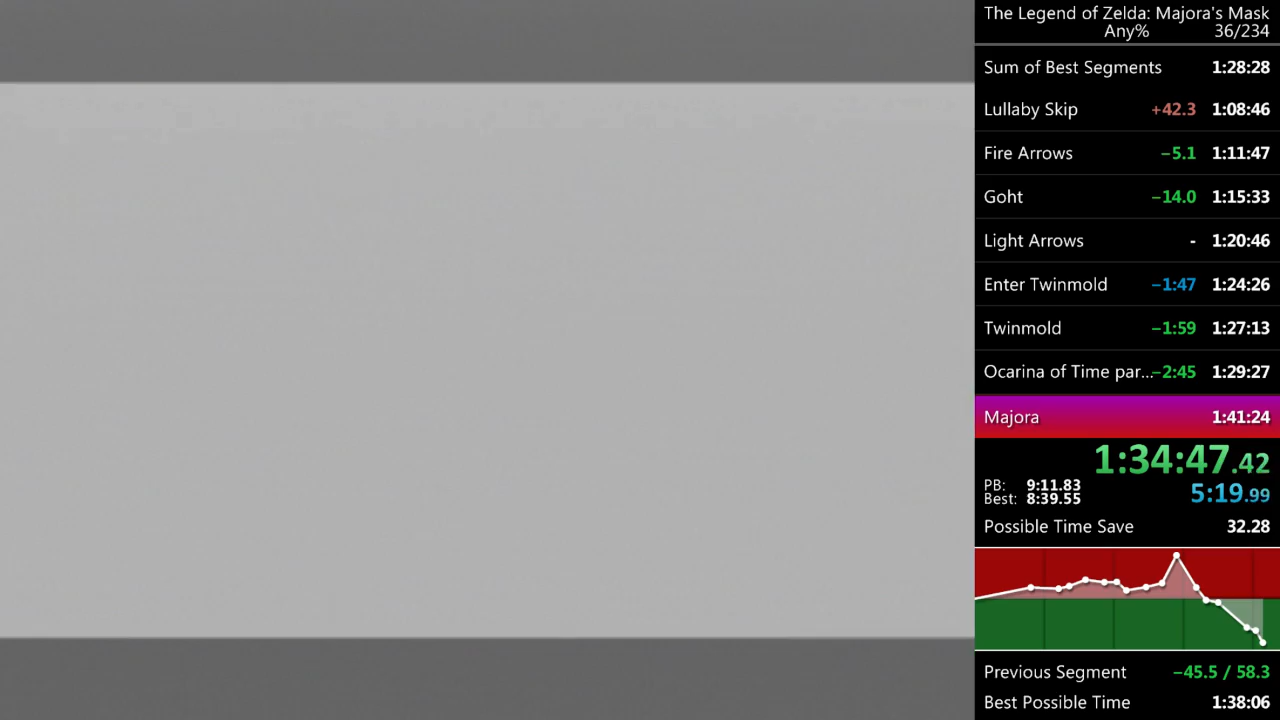 The Legend of Zelda: Majora's Mask
Any% 36/234
Sum of Best Segments 1:28:28
Lullaby Skip +42.3 1:08:46
Fire Arrows −5.1 1:11:47
Goht −14.0 1:15:33
Light Arrows - 1:20:46
Enter Twinmold −1:47 1:24:26
Twinmold −1:59 1:27:13
Ocarina of Time par... −2:45 1:29:27
Majora 1:41:24
1:34:47.42
PB: 9:11.83 5:19.99
Best: 8:39.55
Possible Time Save 32.28
Previous Segment −45.5 / 58.3
Best Possible Time 1:38:06